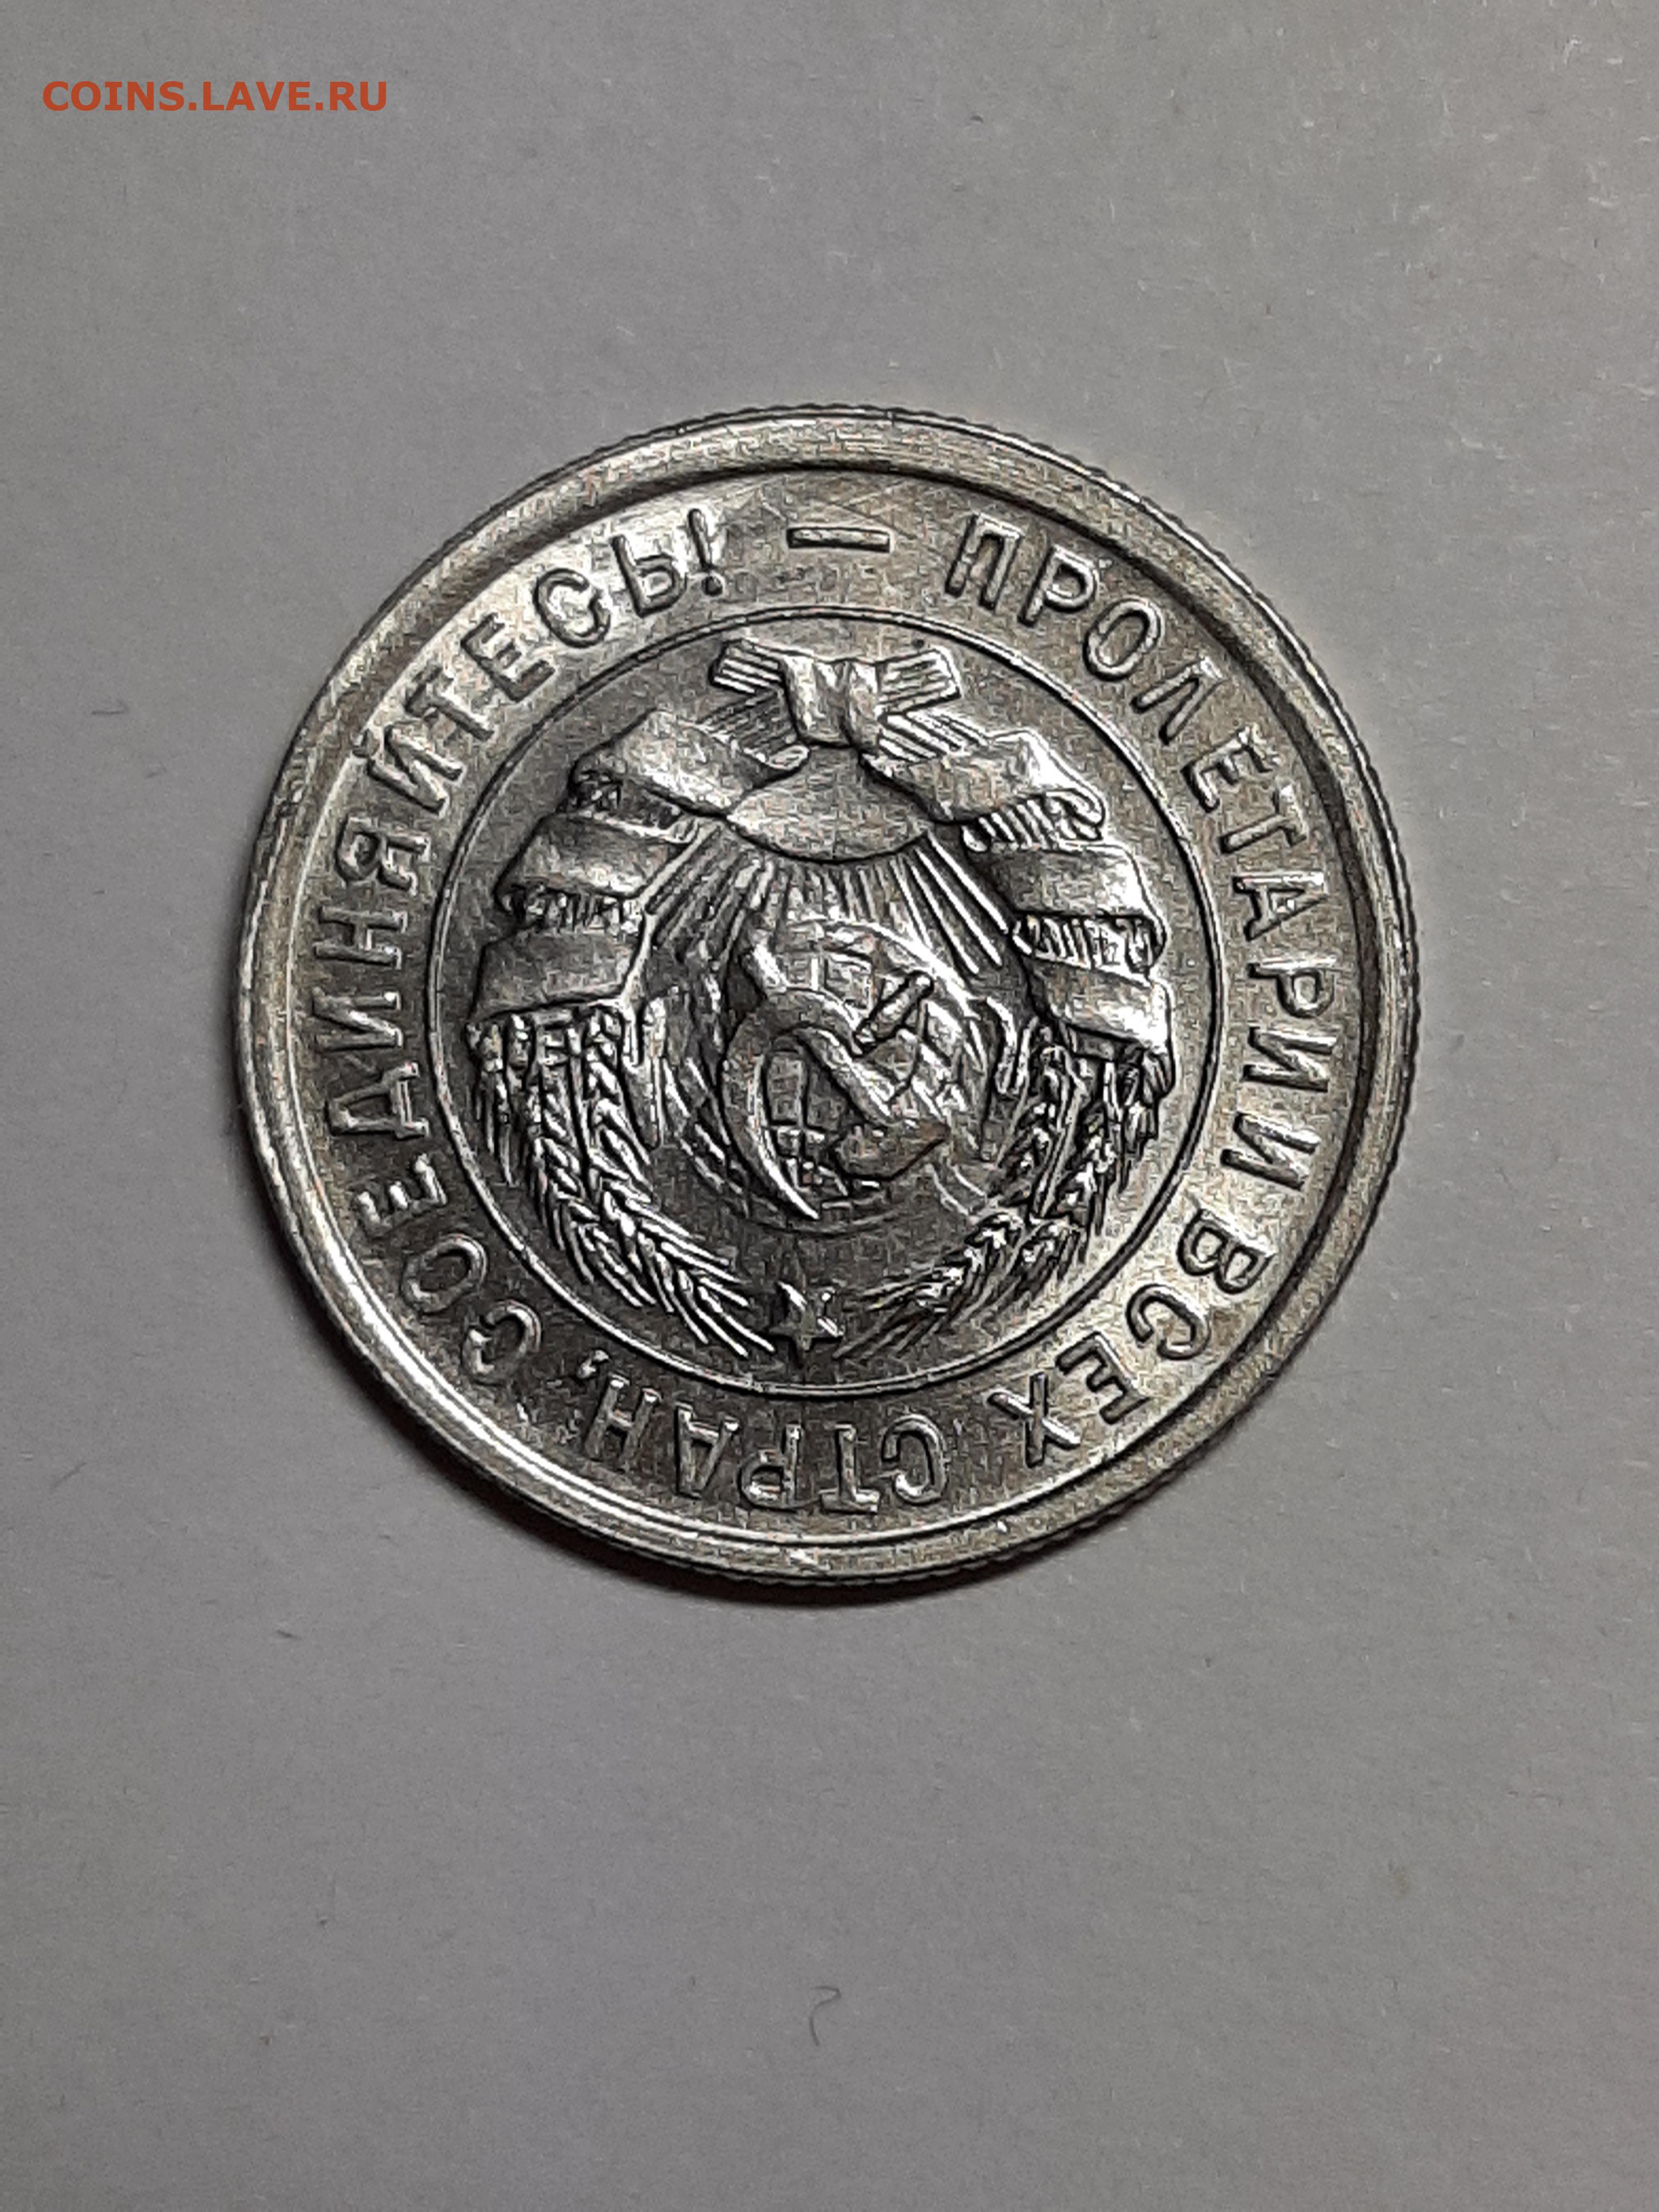 COINS.LAVE.RU
ПРОЛЕТАРИИ ВСЕХ СТРАН, СОЕДИНЯЙТЕСЬ! —